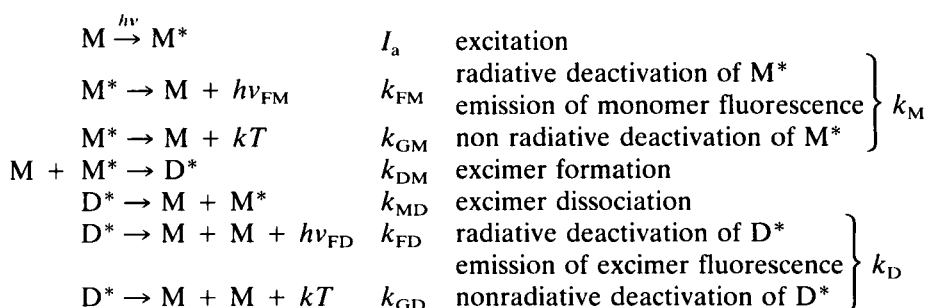 M →hν M* I_a excitation
radiative deactivation of M*
M* → M + hν_FM k_FM emission of monomer fluorescence } k_M
M* → M + kT k_GM non radiative deactivation of M*
M + M* → D* k_DM excimer formation
D* → M + M* k_MD excimer dissociation
D* → M + M + hν_FD k_FD radiative deactivation of D*
emission of excimer fluorescence } k_D
D* → M + M + kT k_GD nonradiative deactivation of D*